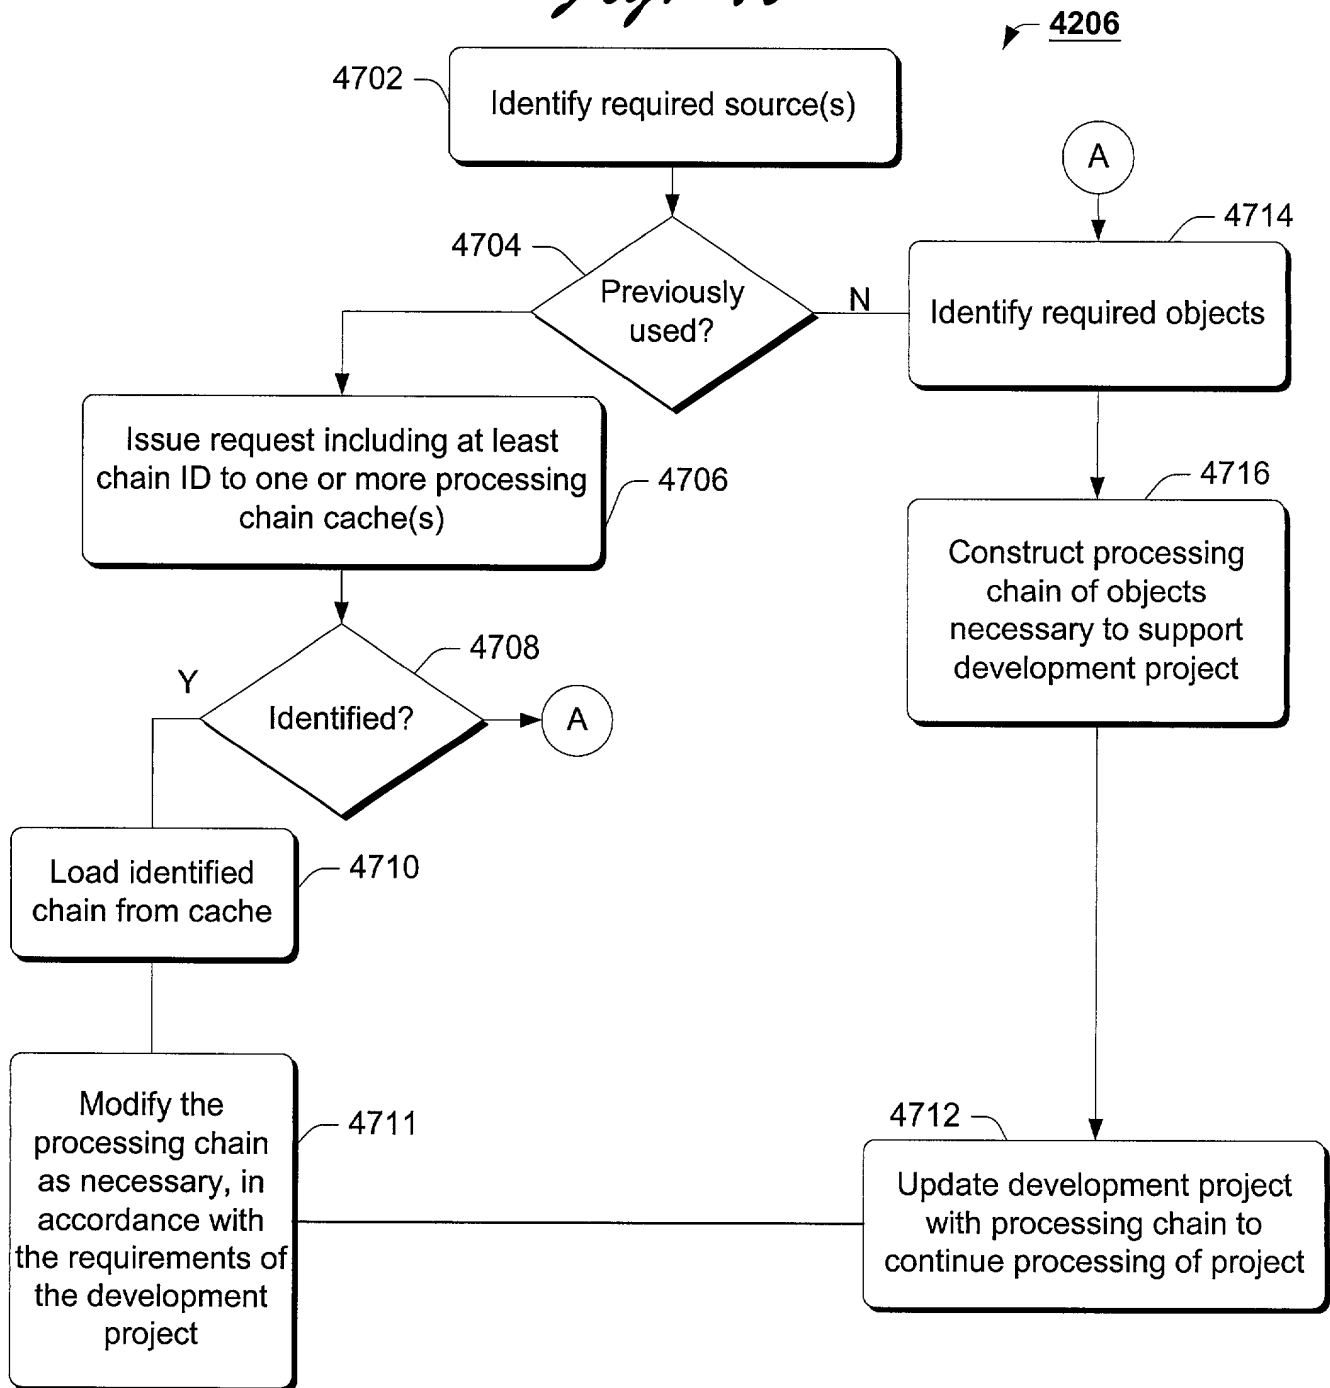 4206
4702
Identify required source(s)
A
4704
Previously
used?
N
4714
Identify required objects
Issue request including at least
chain ID to one or more processing
chain cache(s)
4706
4716
Construct processing
chain of objects
necessary to support
development project
4708
Y
Identified?
A
Load identified
chain from cache
4710
Modify the
processing chain
as necessary, in
accordance with
the requirements of
the development
project
4711
4712
Update development project
with processing chain to
continue processing of project